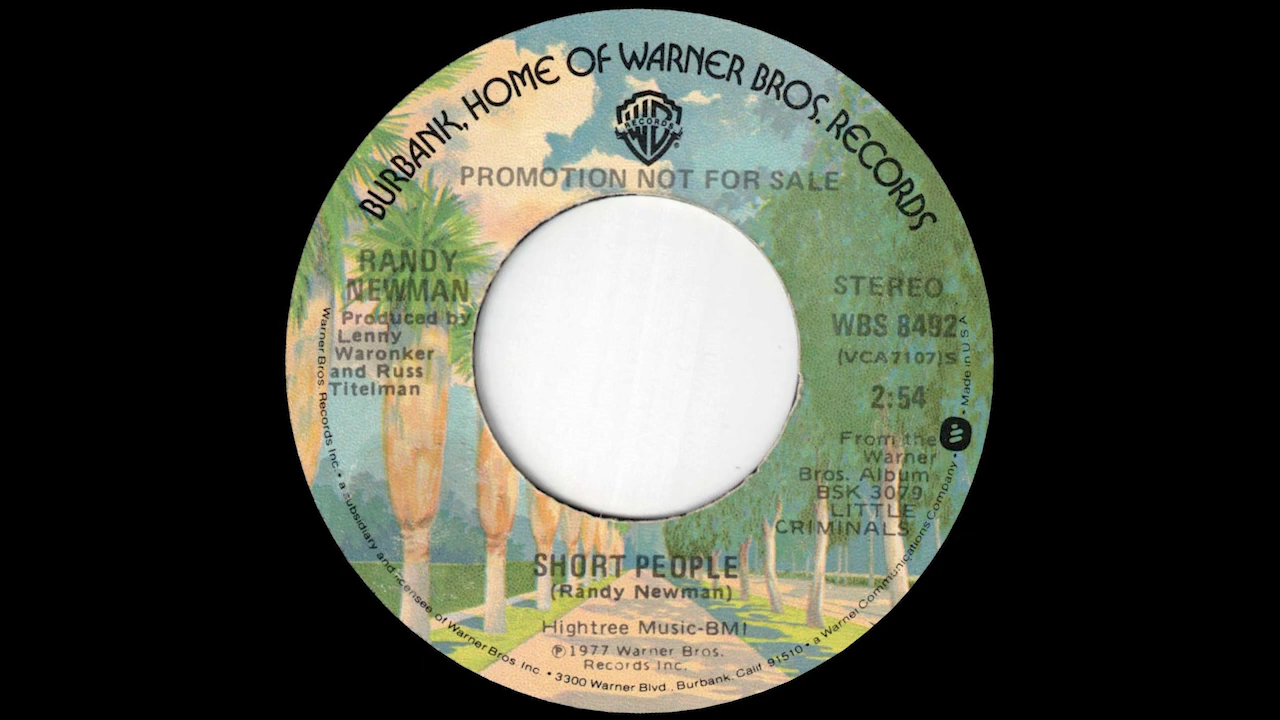 BURBANK, HOME OF WARNER BROS. RECORDS
WB
RECORDS
®
PROMOTION NOT FOR SALE
RANDY
NEWMAN
Produced by
Lenny
Waronker
and Russ
Titelman
STEREO
WBS 8492
(VCA7107)S
2:54
From the
Warner
Bros. Album
BSK 3079
LITTLE
CRIMINALS
SHORT PEOPLE
(Randy Newman)
Hightree Music-BMI
℗1977 Warner Bros.
Records Inc.
Warner Bros. Records Inc. • a subsidiary and licensee of Warner Bros. Inc. • 3300 Warner Blvd., Burbank, Calif. 91510 • a Warner Communications Company • Made in U S A